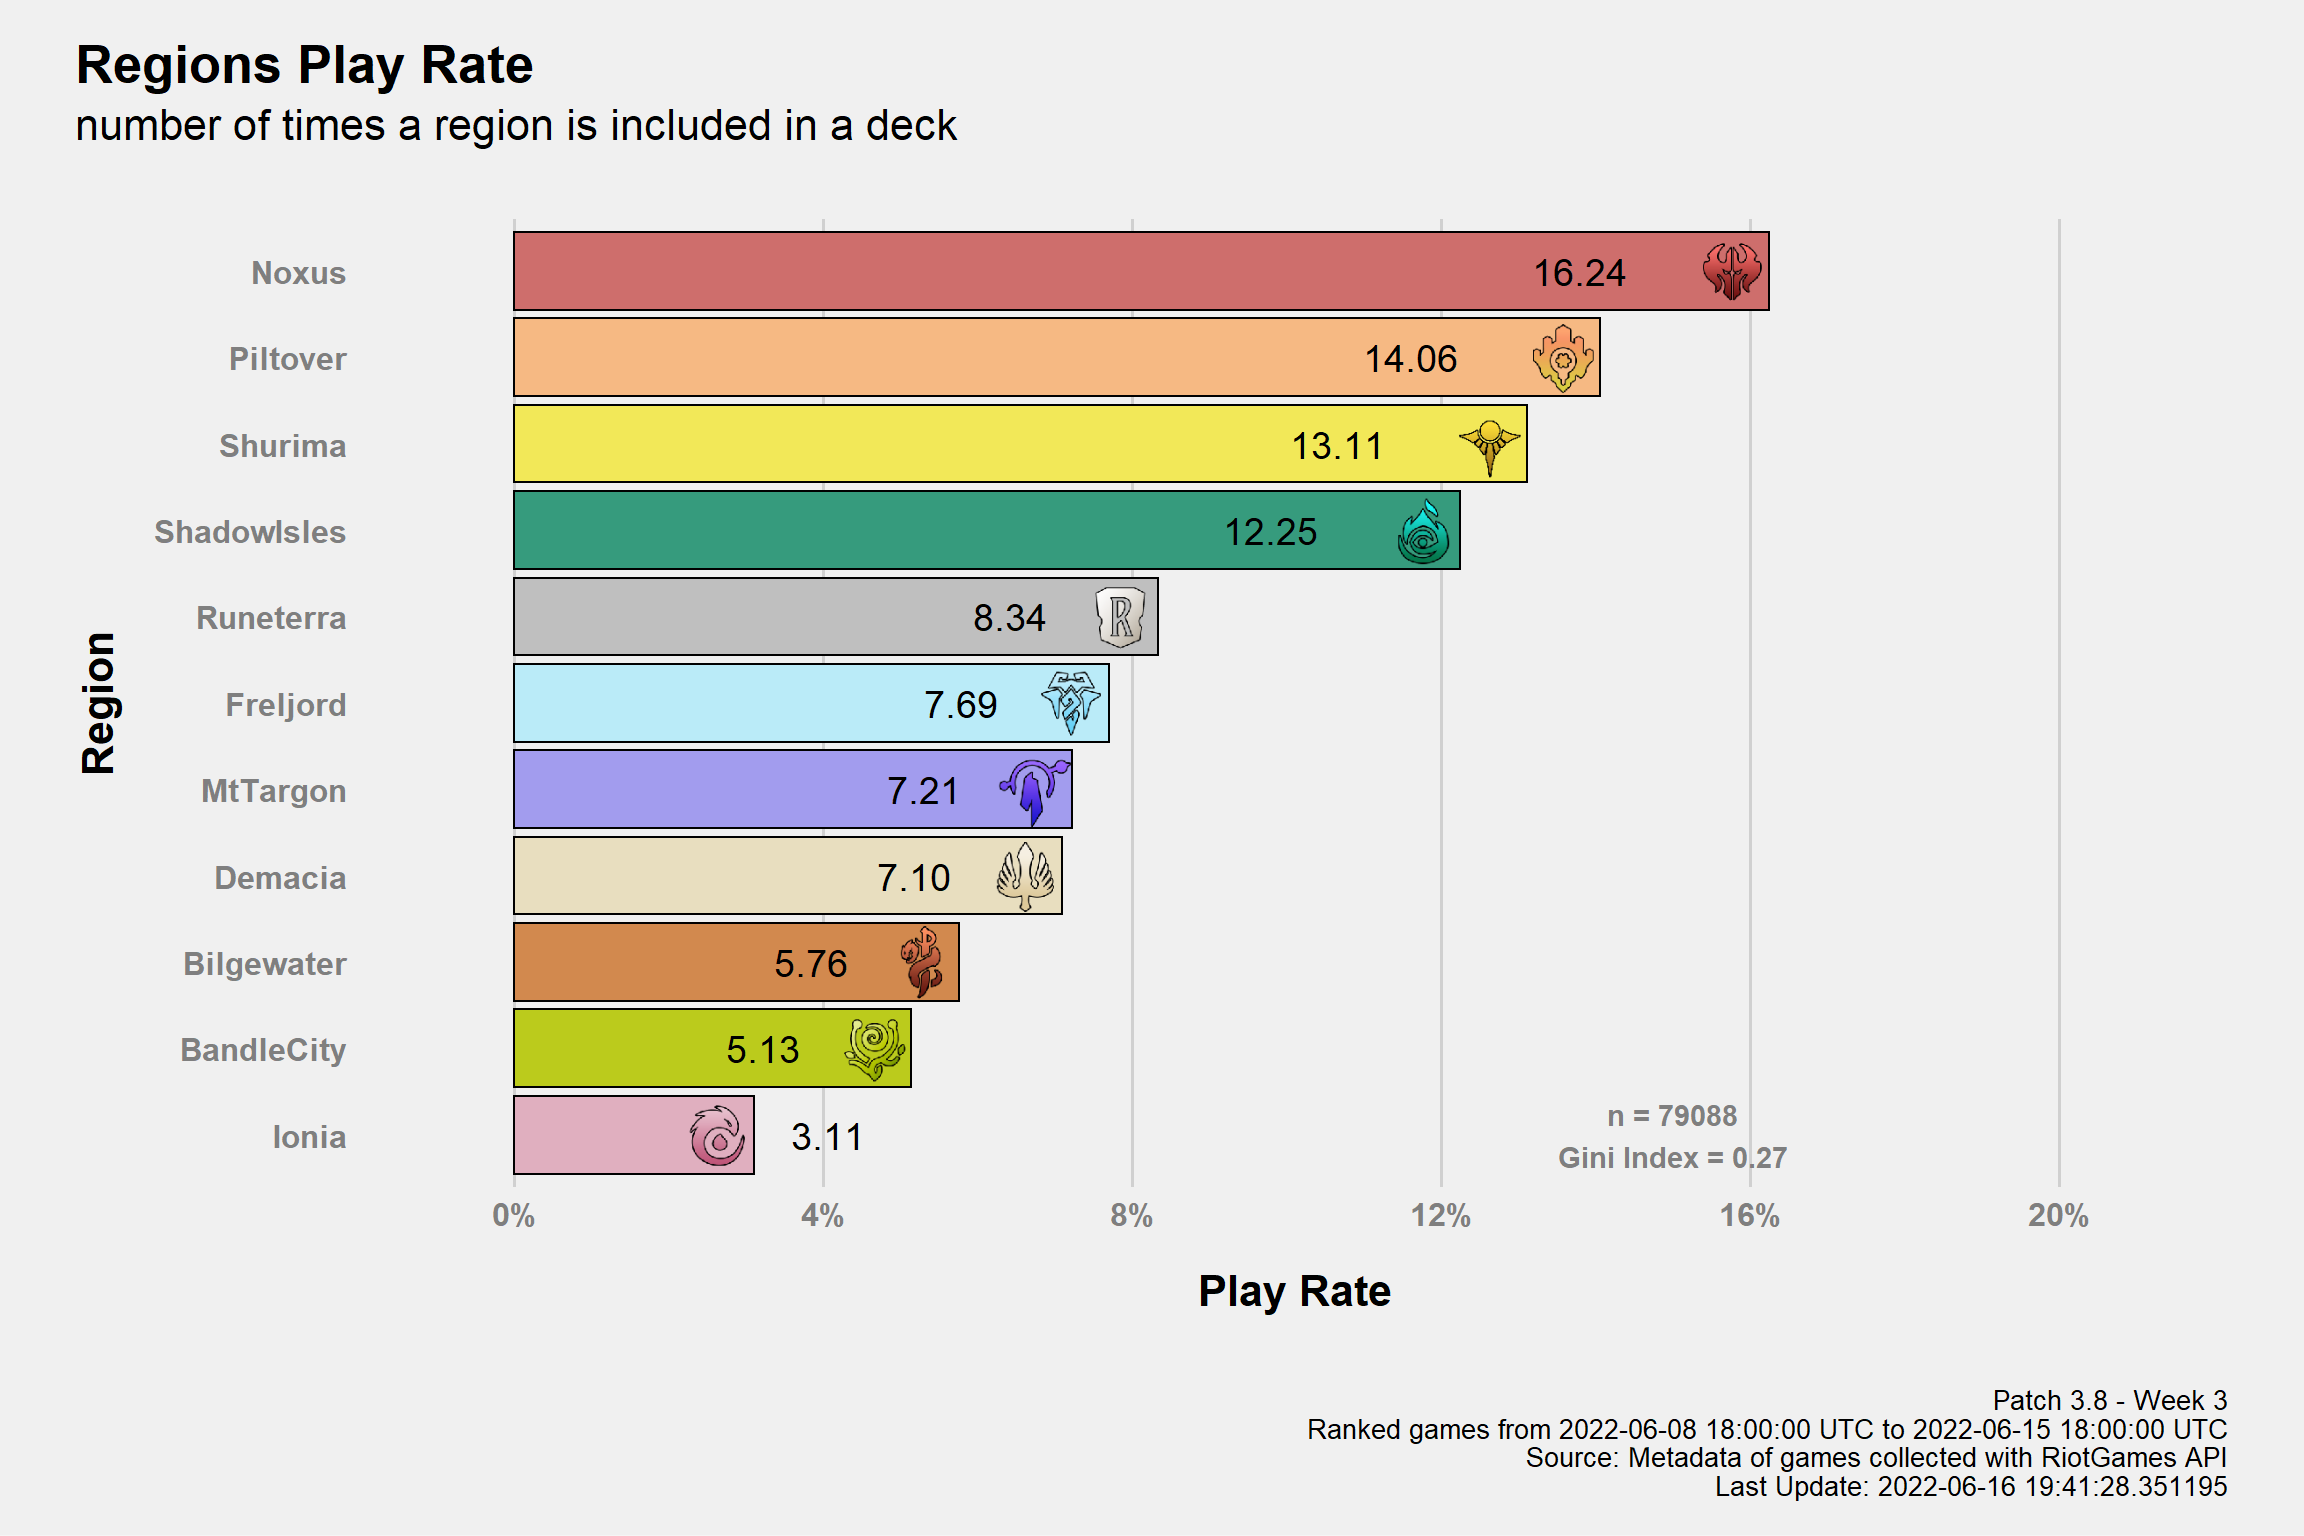 Regions Play Rate
number of times a region is included in a deck
Region
Noxus 16.24
Piltover 14.06
Shurima 13.11
ShadowIsles 12.25
Runeterra 8.34 R
Freljord 7.69
MtTargon 7.21
Demacia 7.10
Bilgewater 5.76
BandleCity 5.13
Ionia 3.11
n = 79088
Gini Index = 0.27
0% 4% 8% 12% 16% 20%
Play Rate
Patch 3.8 - Week 3
Ranked games from 2022-06-08 18:00:00 UTC to 2022-06-15 18:00:00 UTC
Source: Metadata of games collected with RiotGames API
Last Update: 2022-06-16 19:41:28.351195